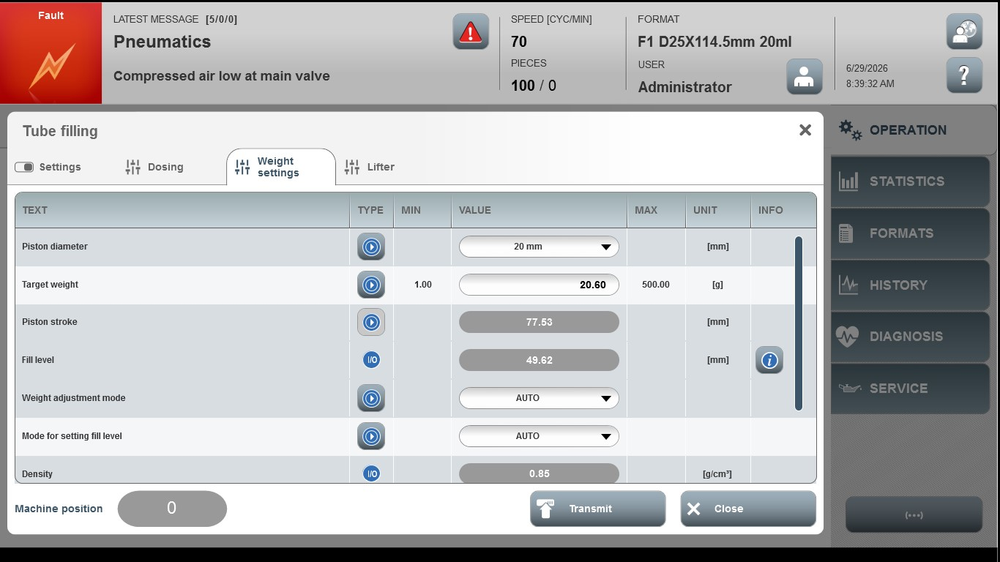 Fault
LATEST MESSAGE [5/0/0]
Pneumatics
Compressed air low at main valve
SPEED [CYC/MIN]
70
PIECES
100 / 0
FORMAT
F1 D25X114.5mm 20ml
USER
Administrator
6/29/2026
8:39:32 AM
?
Tube filling
Settings
Dosing
Weight
settings
Lifter
TEXT TYPE MIN VALUE MAX UNIT INFO
Piston diameter 20 mm [mm]
Target weight 1.00 20.60 500.00 [g]
Piston stroke 77.53 [mm]
Fill level I/O 49.62 [mm] i
Weight adjustment mode AUTO
Mode for setting fill level AUTO
Density I/O 0.85 [g/cm³]
Machine position 0
Transmit
Close
OPERATION
STATISTICS
FORMATS
HISTORY
DIAGNOSIS
SERVICE
(•••)